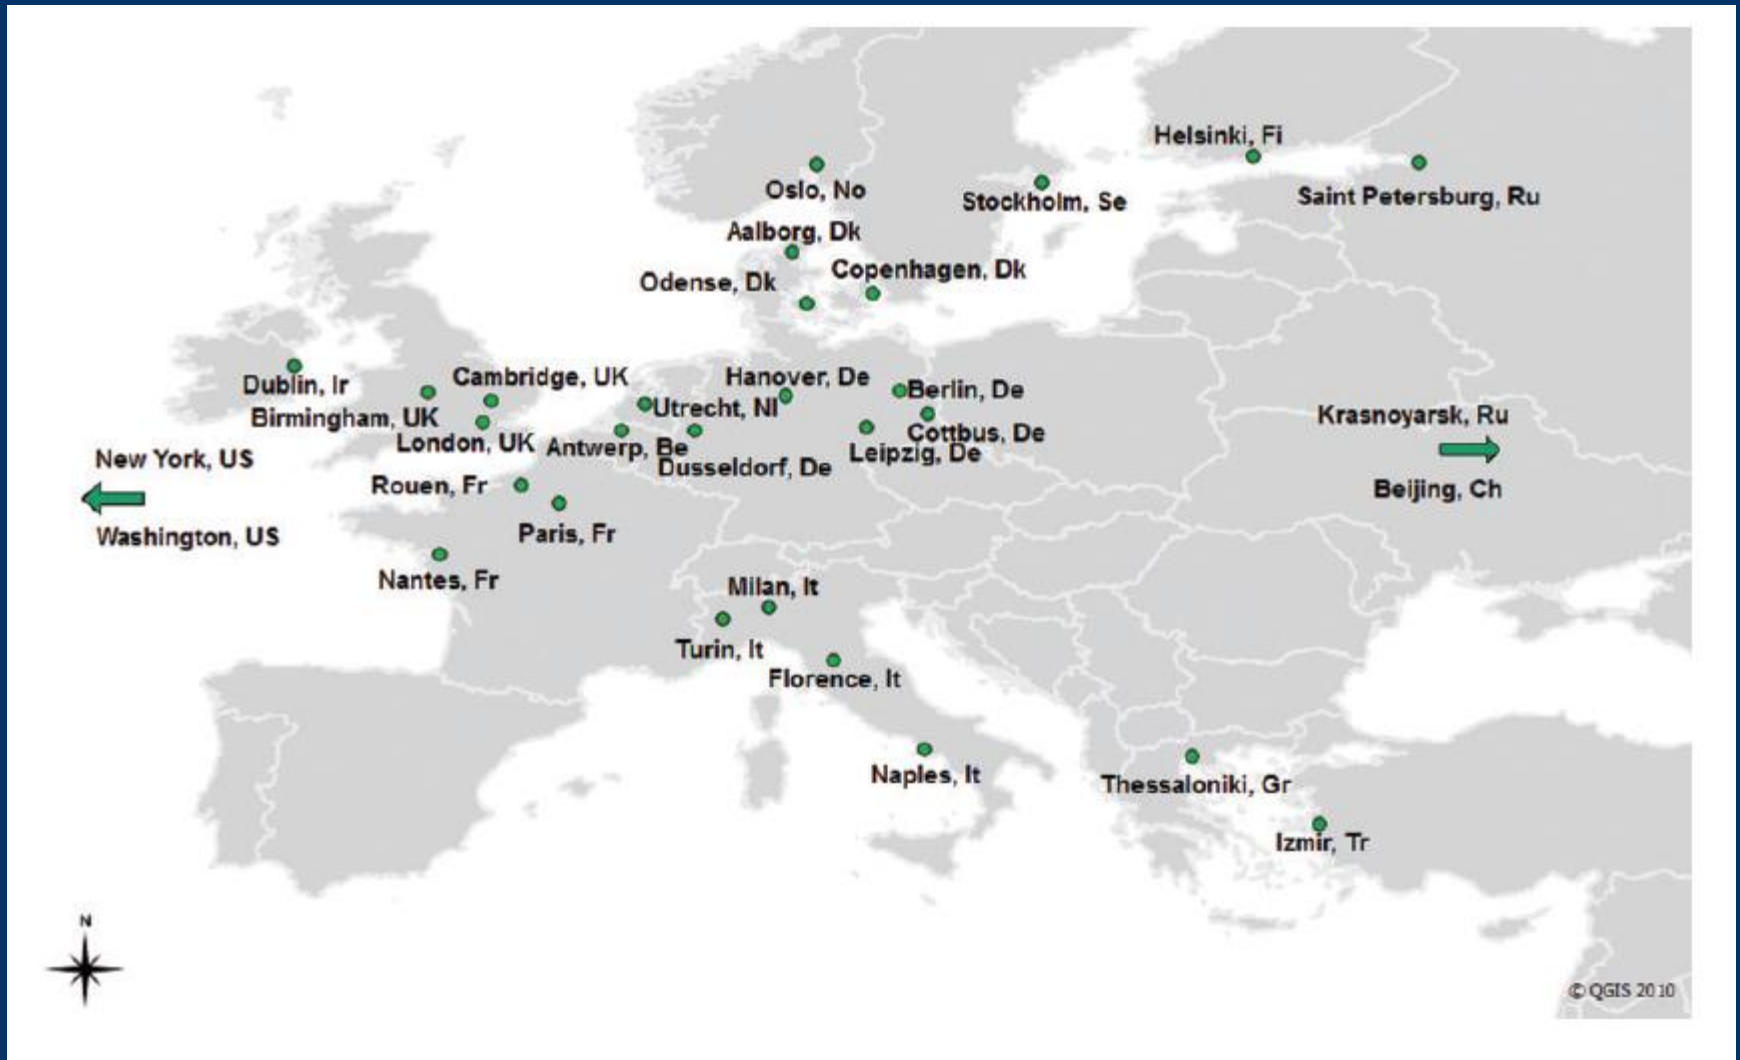 Helsinki, Fi
Oslo, No
Stockholm, Se
Saint Petersburg, Ru
Aalborg, Dk
Copenhagen, Dk
Odense, Dk
Dublin, Ir
Cambridge, UK
Hanover, De
Berlin, De
Birmingham, UK
Utrecht, Nl
Krasnoyarsk, Ru
London, UK
Antwerp, Be
Cottbus, De
Leipzig, De
New York, US
Dusseldorf, De
Rouen, Fr
Beijing, Ch
Washington, US
Paris, Fr
Nantes, Fr
Milan, It
Turin, It
Florence, It
Naples, It
Thessaloniki, Gr
Izmir, Tr
N
© QGIS 2010